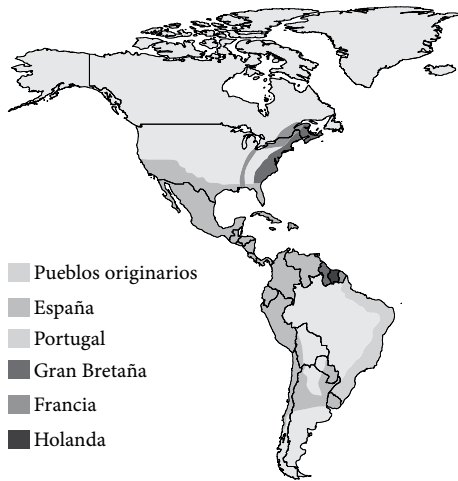 Pueblos originarios
España
Portugal
Gran Bretaña
Francia
Holanda